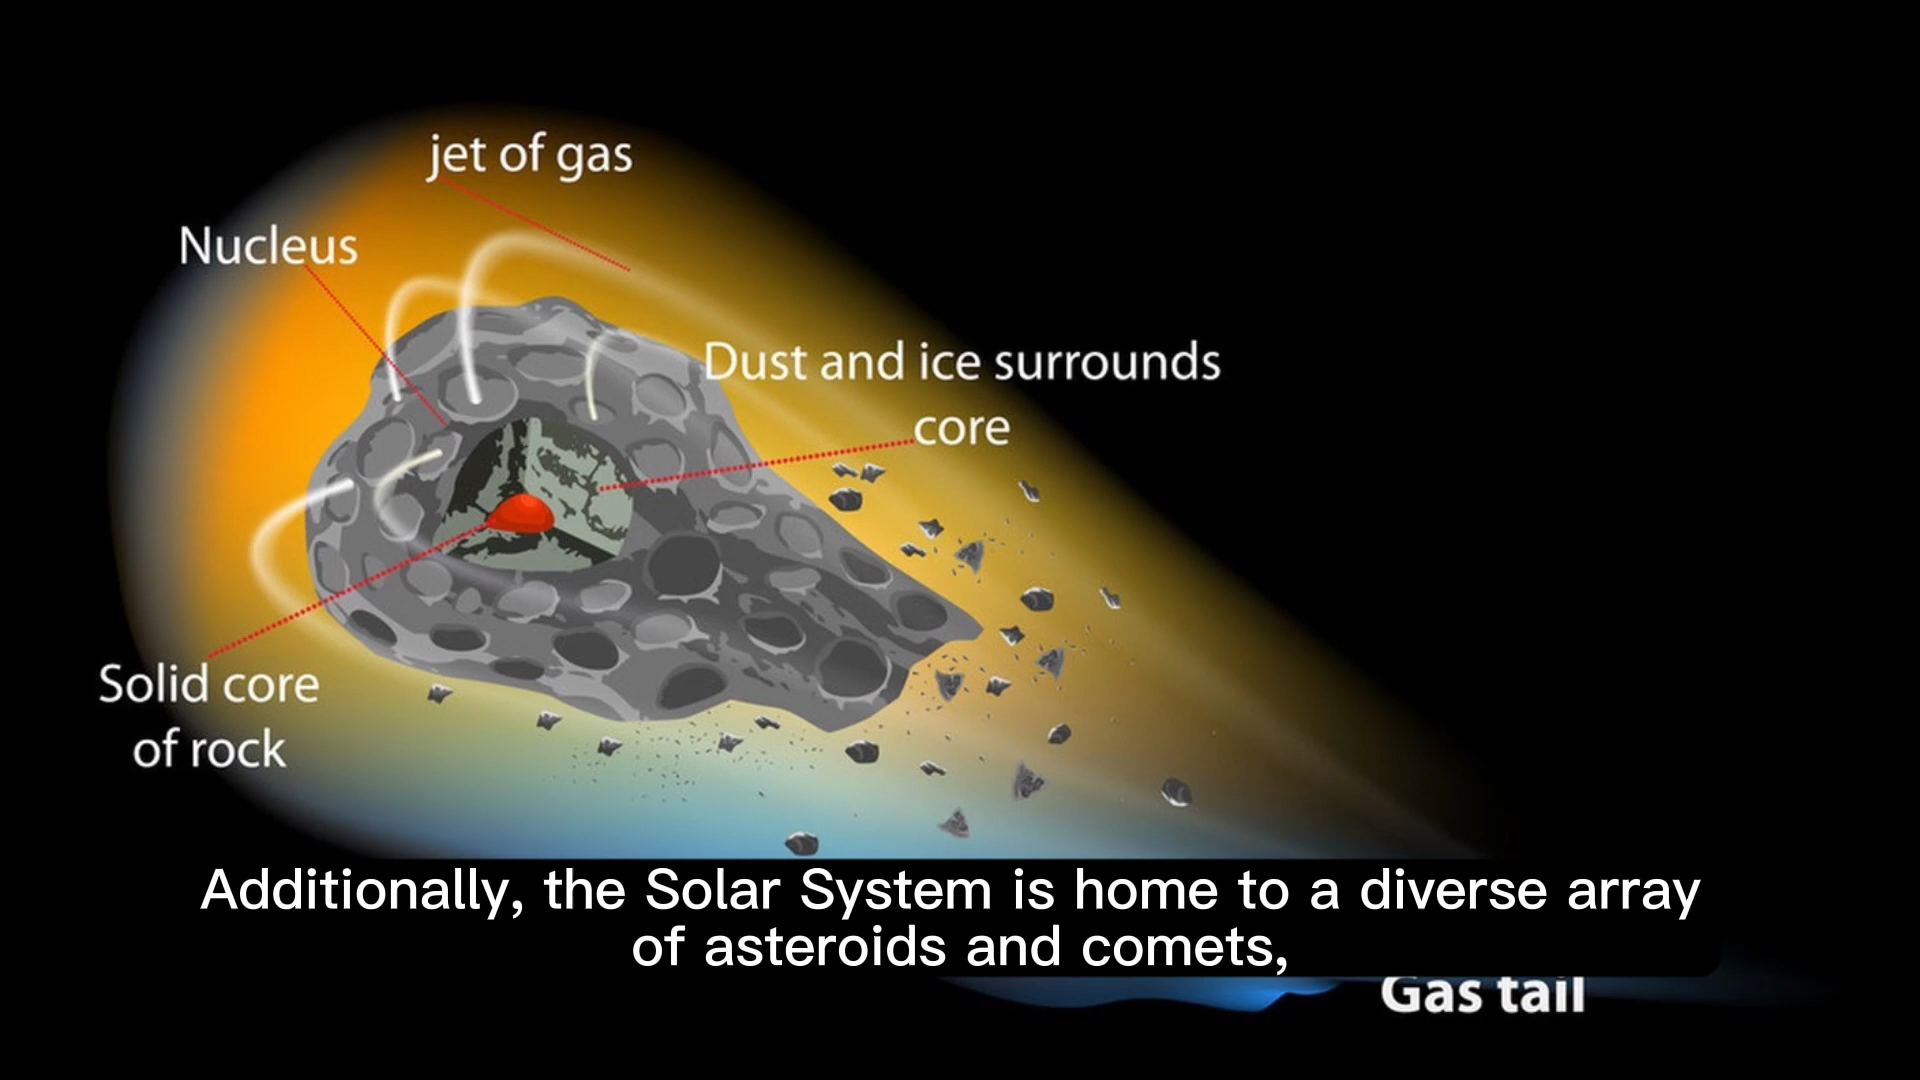 jet of gas
Nucleus
Dust and ice surrounds
core
Solid core
of rock
Additionally, the Solar System is home to a diverse array
of asteroids and comets,
Gas tail